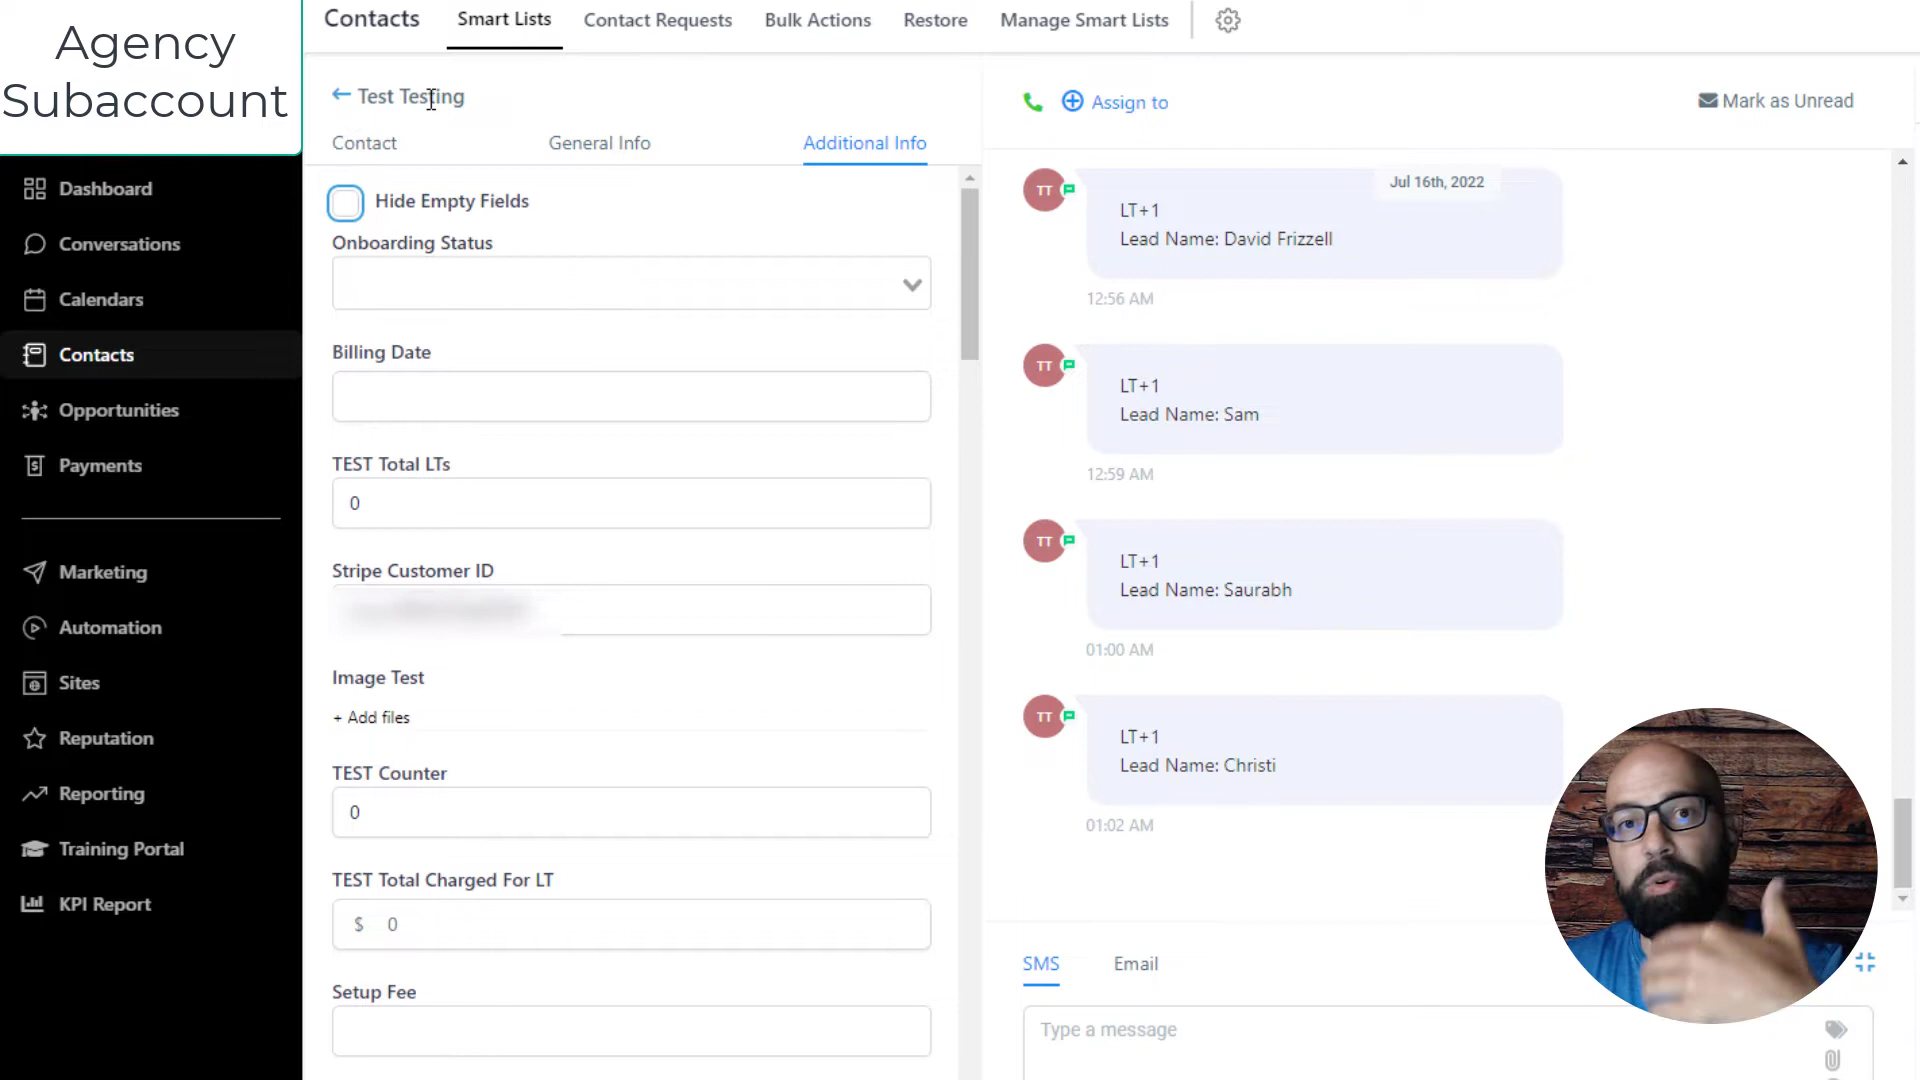 Agency
Subaccount
Contacts
Smart Lists
Contact Requests
Bulk Actions
Restore
Manage Smart Lists
Dashboard
Conversations
Calendars
Contacts
Opportunities
Payments
Marketing
Automation
Sites
Reputation
Reporting
Training Portal
KPI Report
Test Testing
Contact
General Info
Additional Info
Hide Empty Fields
Onboarding Status
Billing Date
TEST Total LTs
0
Stripe Customer ID
Image Test
+ Add files
TEST Counter
0
TEST Total Charged For LT
$ 0
Setup Fee
Assign to
Mark as Unread
Jul 16th, 2022
TT
LT+1
Lead Name: David Frizzell
12:56 AM
TT
LT+1
Lead Name: Sam
12:59 AM
TT
LT+1
Lead Name: Saurabh
01:00 AM
TT
LT+1
Lead Name: Christi
01:02 AM
SMS
Email
Type a message